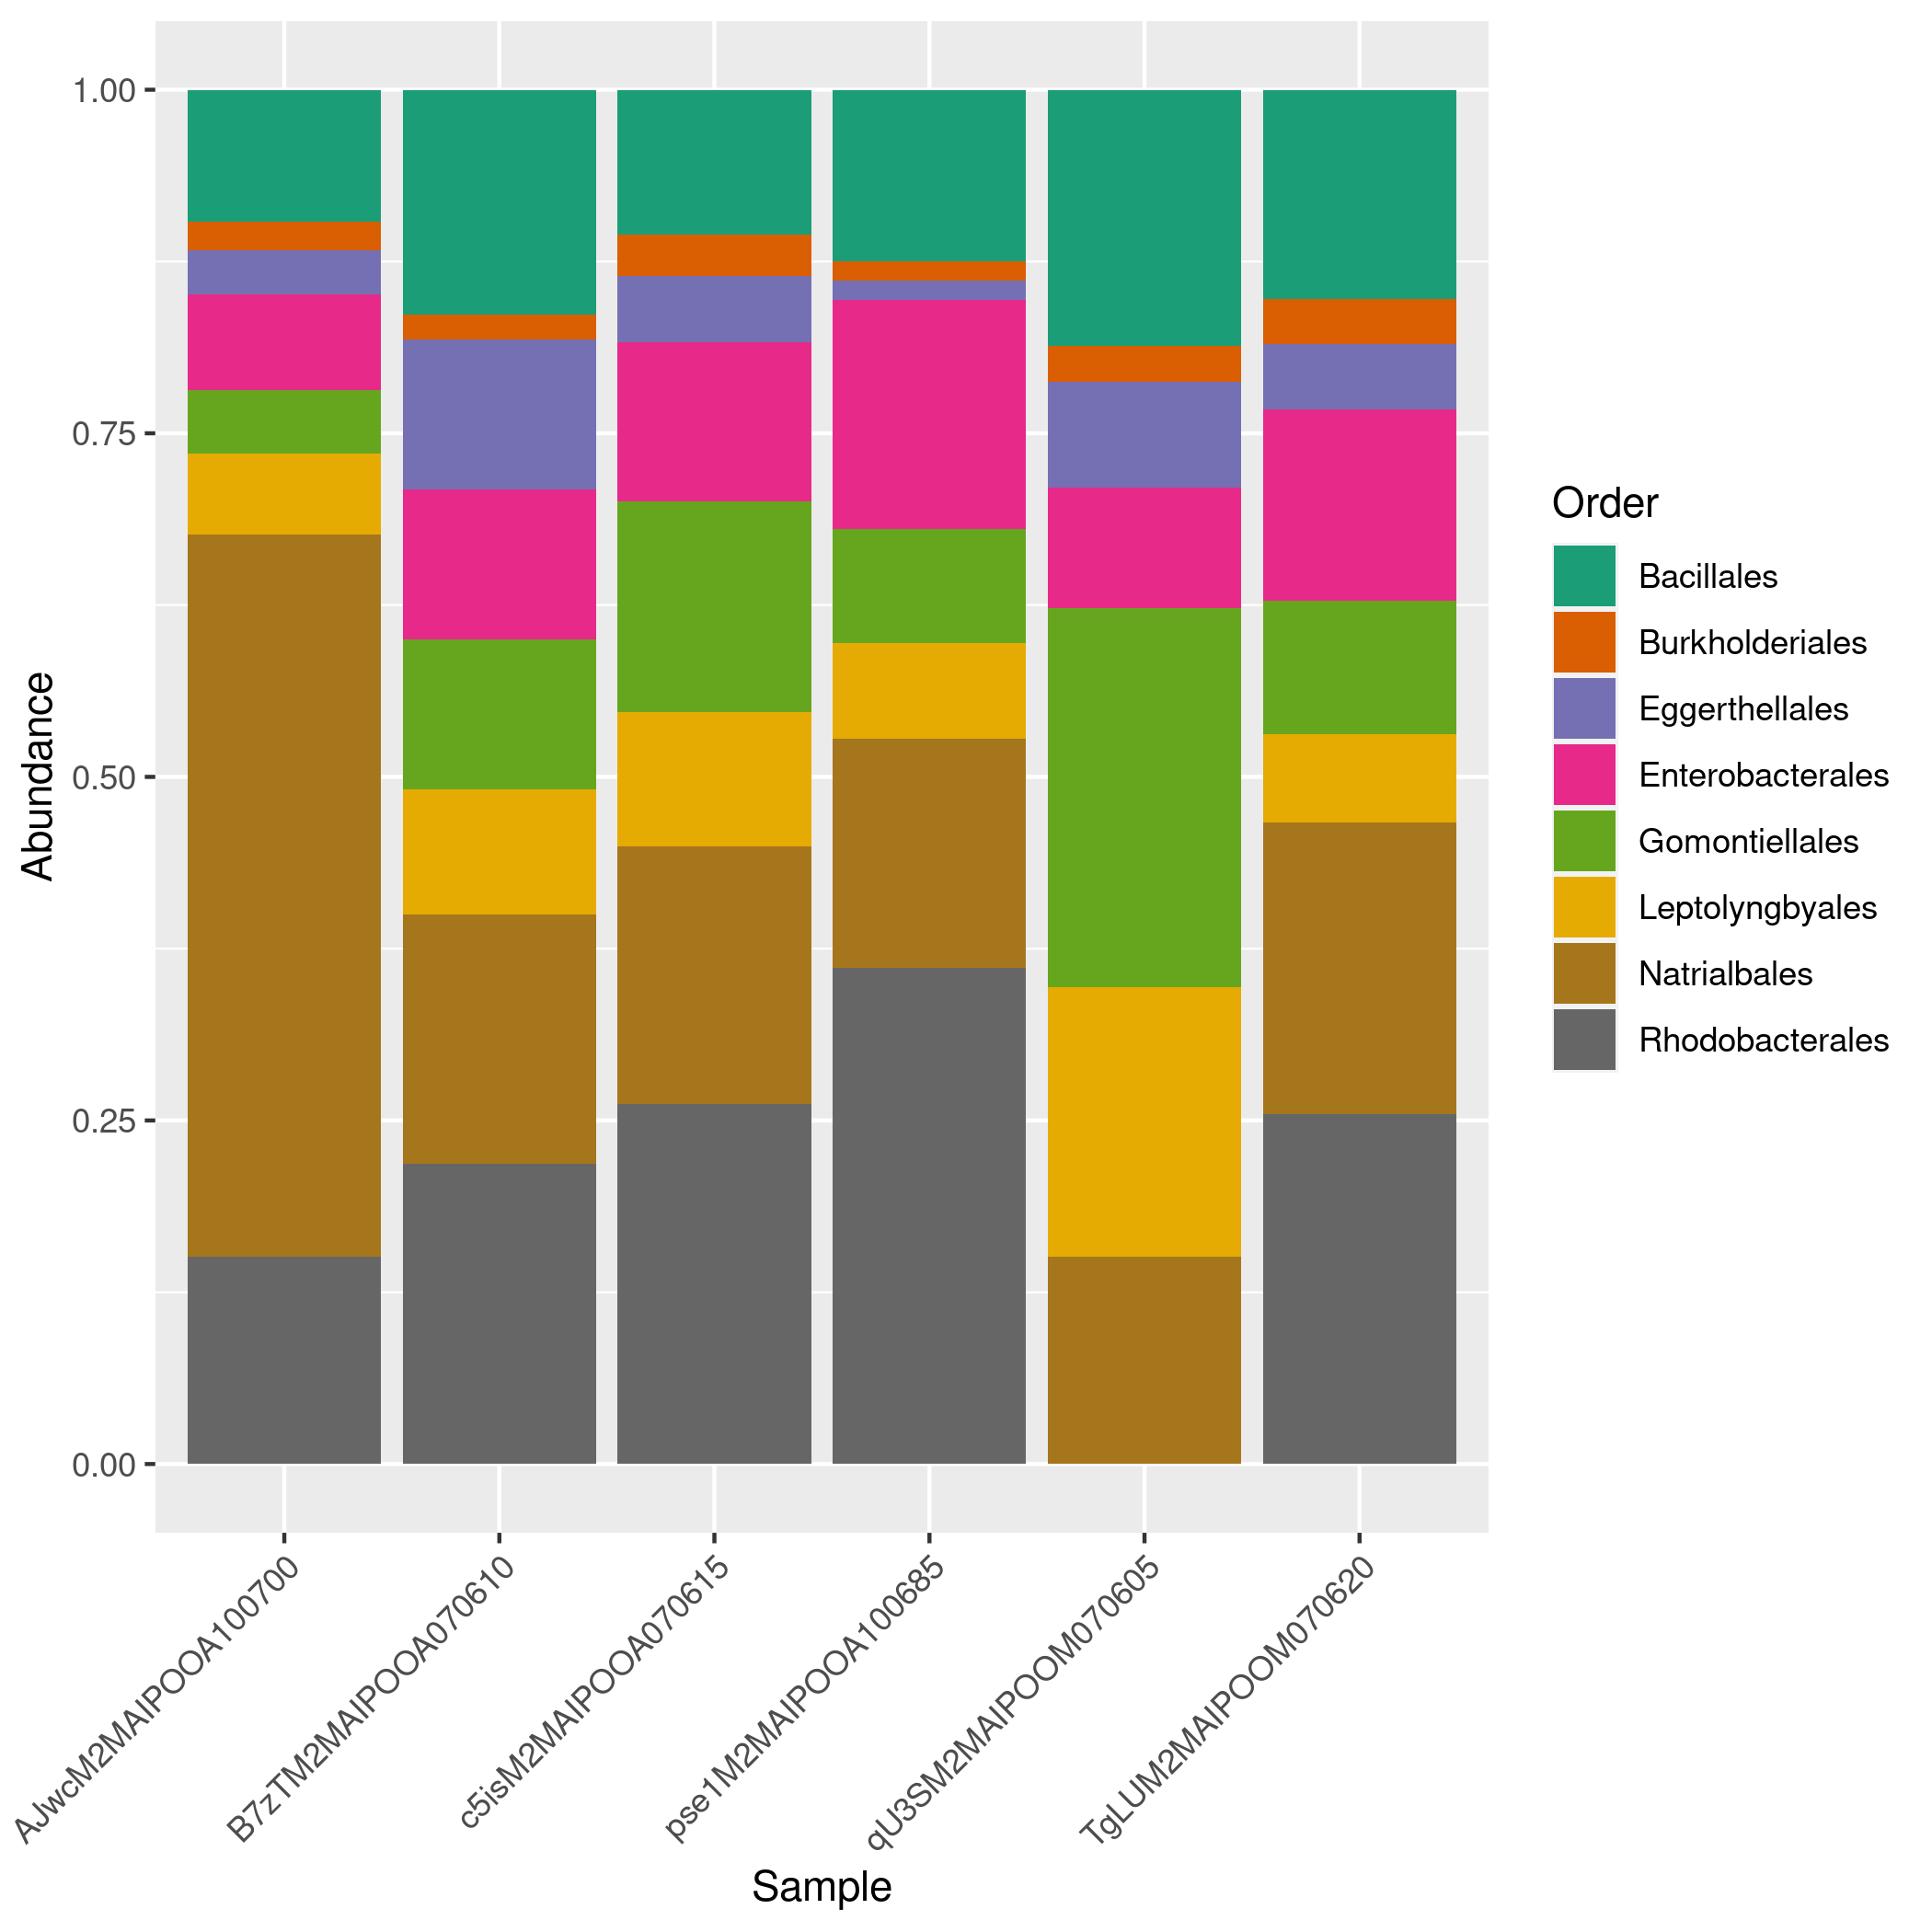 1.00
0.75
0.50
0.25
0.00
Abundance
AJwcM2MAIPOOA100700
B7zTM2MAIPOOA070610
c5isM2MAIPOOA070615
pse1M2MAIPOOA100685
qU3SM2MAIPOOM070605
TgLUM2MAIPOOM070620
Sample
Order
Bacillales
Burkholderiales
Eggerthellales
Enterobacterales
Gomontiellales
Leptolyngbyales
Natrialbales
Rhodobacterales